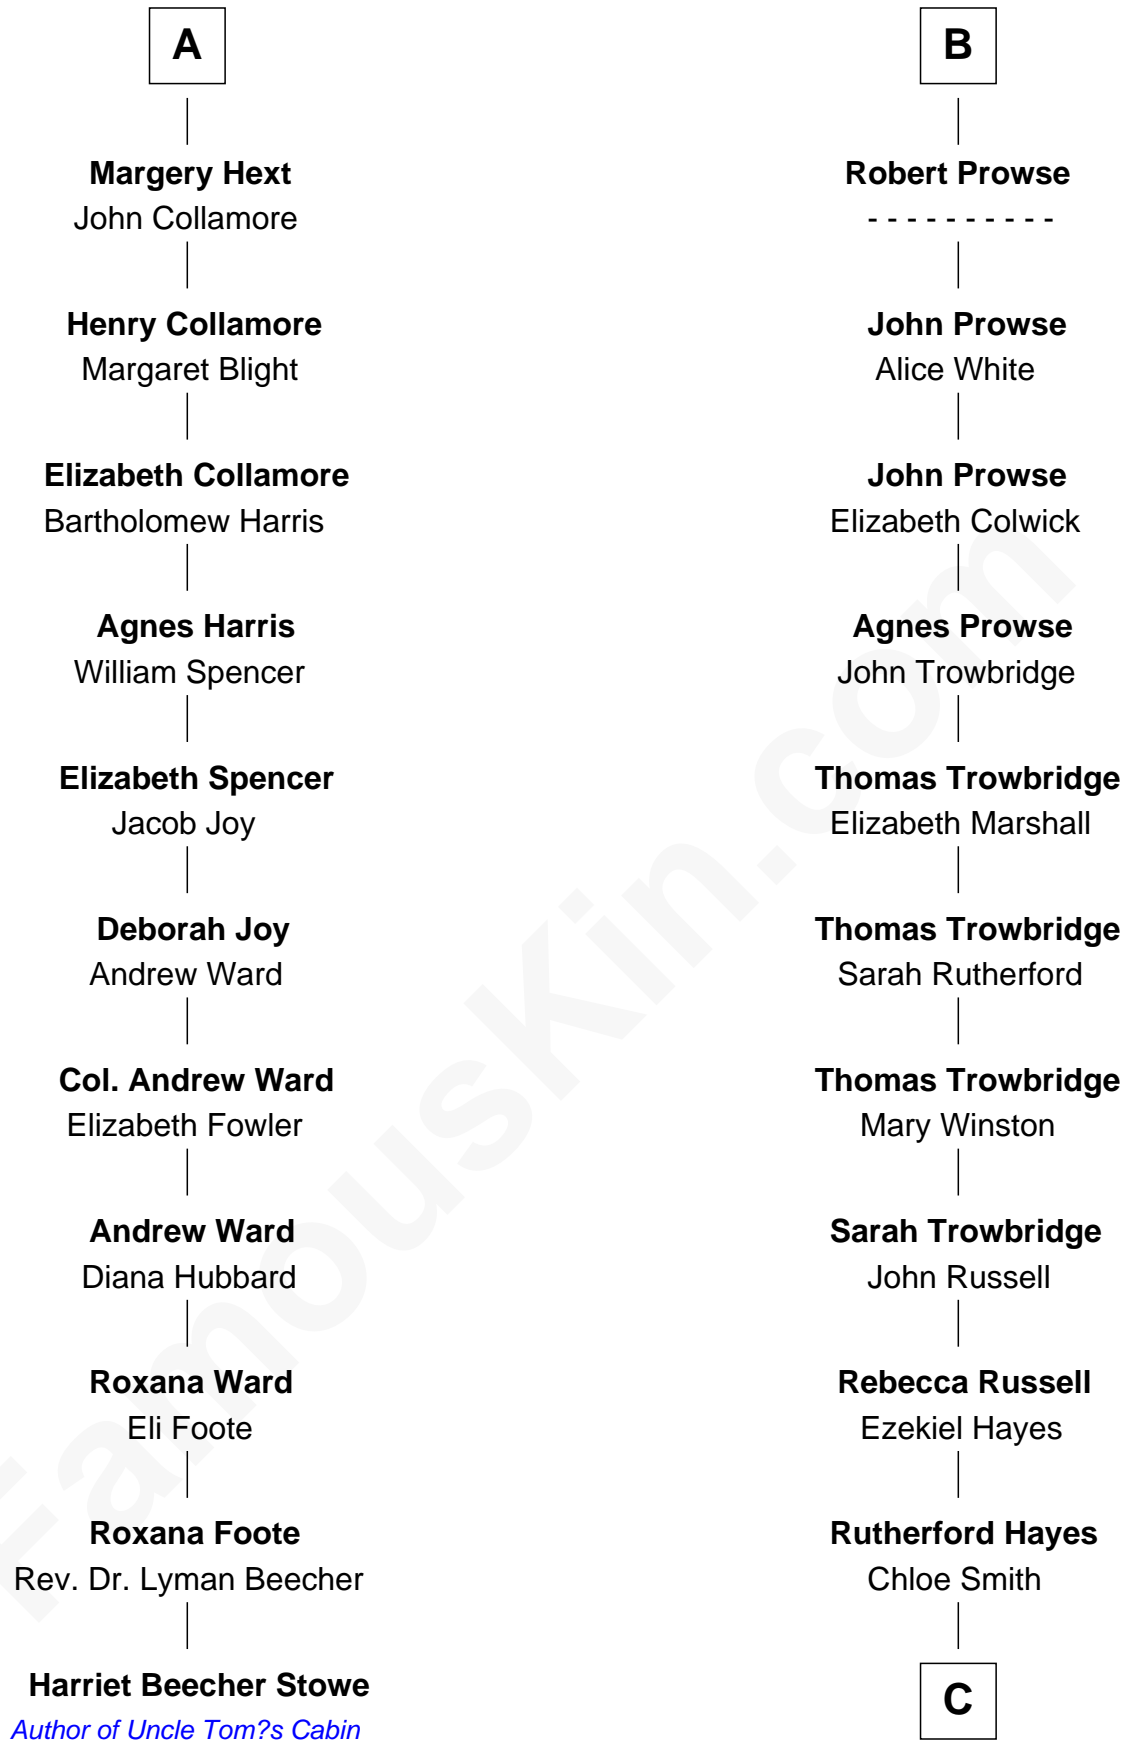 A
Margery Hext
John Collamore
Henry Collamore
Margaret Blight
Elizabeth Collamore
Bartholomew Harris
Agnes Harris
William Spencer
Elizabeth Spencer
Jacob Joy
Deborah Joy
Andrew Ward
Col. Andrew Ward
Elizabeth Fowler
Andrew Ward
Diana Hubbard
Roxana Ward
Eli Foote
Roxana Foote
Rev. Dr. Lyman Beecher
Harriet Beecher Stowe
Author of Uncle Tom?s Cabin
B
Robert Prowse
- - - - - - - - - -
John Prowse
Alice White
John Prowse
Elizabeth Colwick
Agnes Prowse
John Trowbridge
Thomas Trowbridge
Elizabeth Marshall
Thomas Trowbridge
Sarah Rutherford
Thomas Trowbridge
Mary Winston
Sarah Trowbridge
John Russell
Rebecca Russell
Ezekiel Hayes
Rutherford Hayes
Chloe Smith
C
FamousKin.com